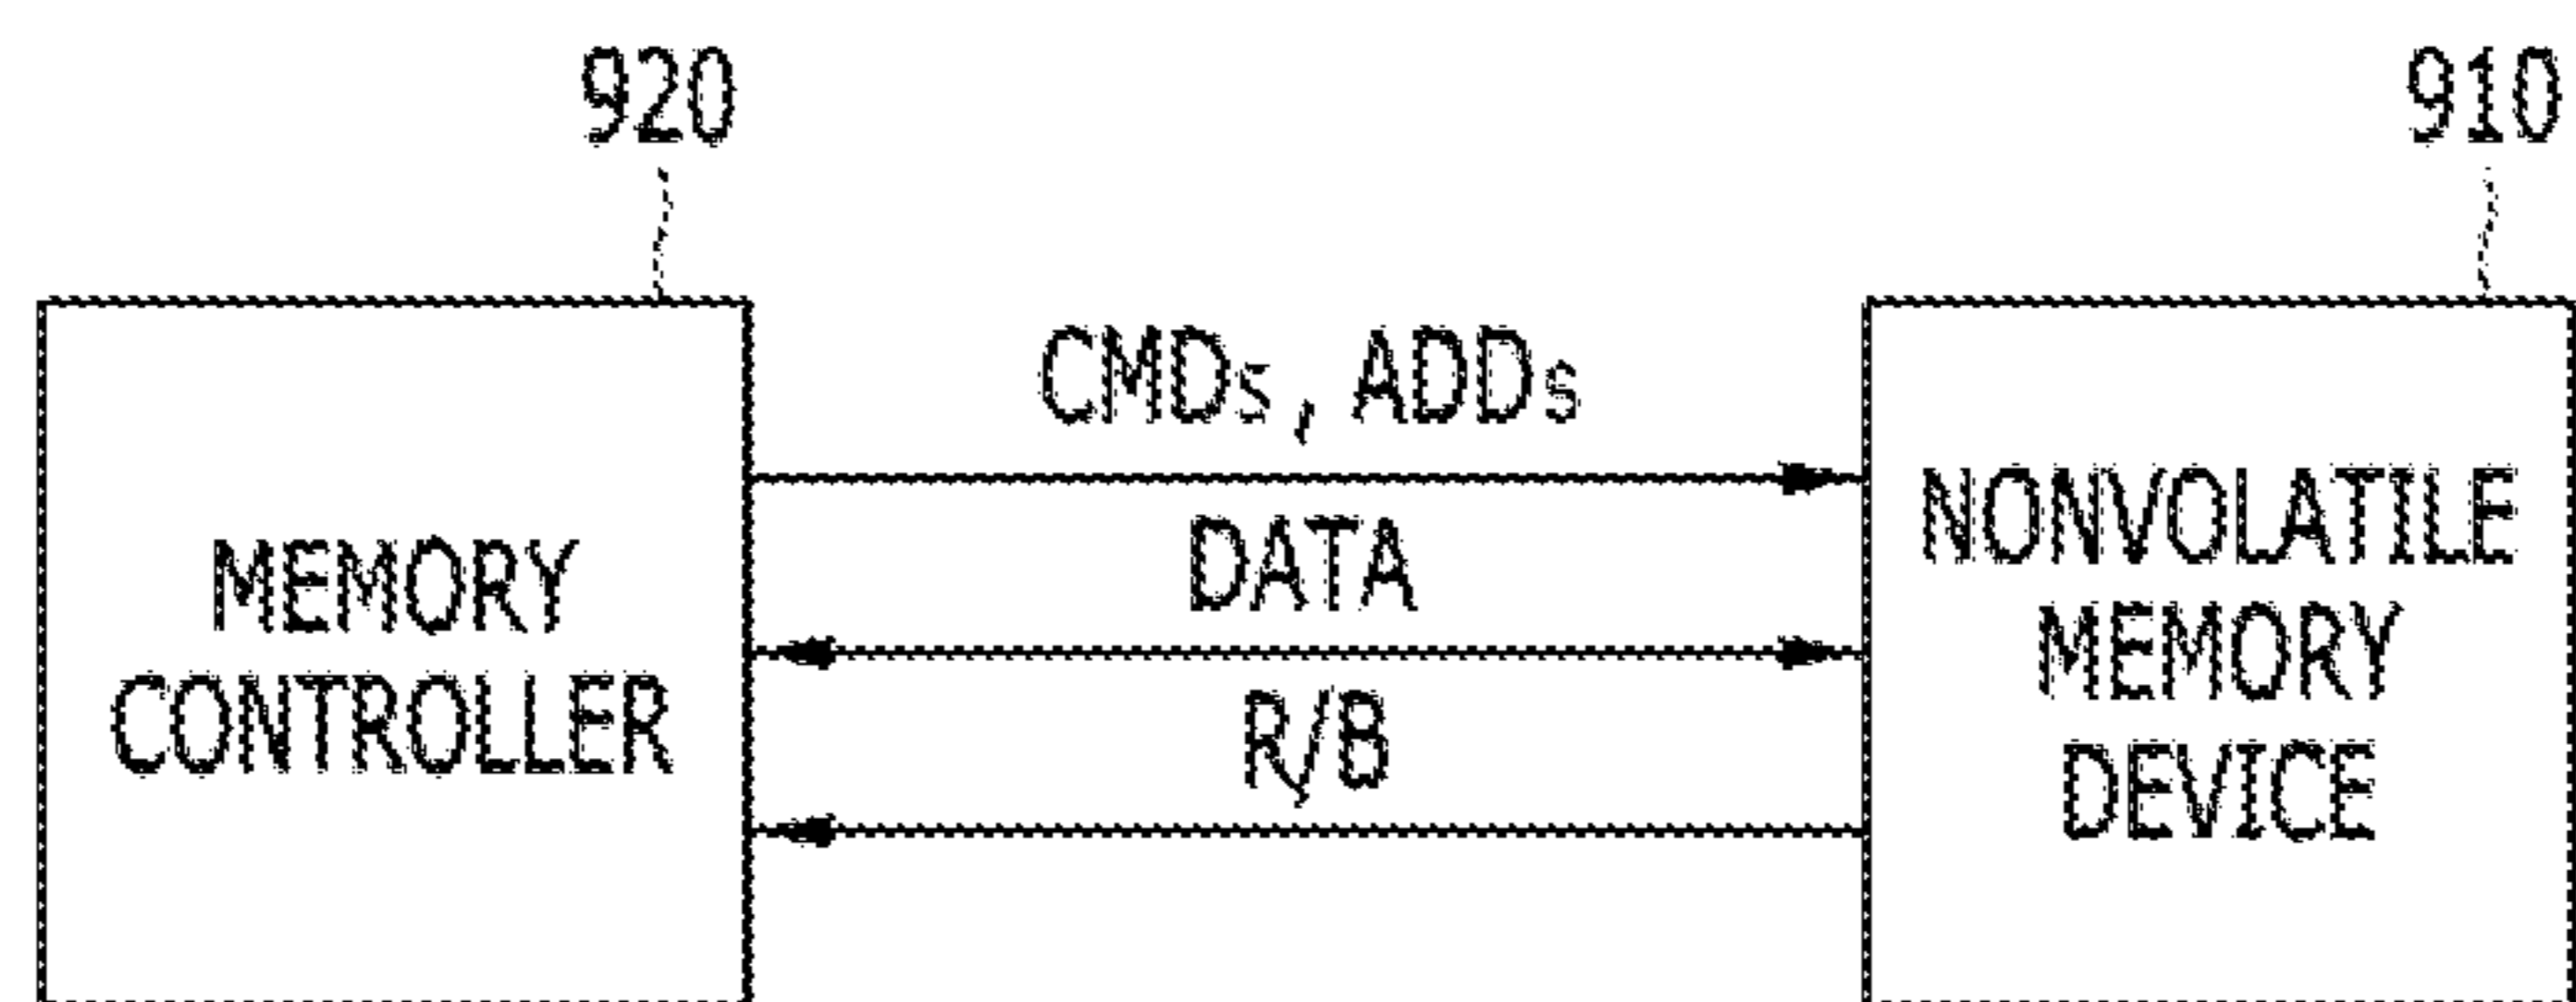 920
910
MEMORY
CONTROLLER
CMDs, ADDs
DATA
R/B
NONVOLATILE
MEMORY
DEVICE